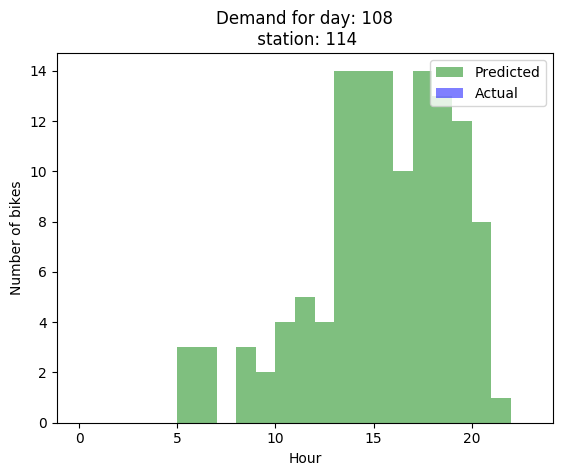 Demand for day: 108
station: 114
Predicted
Actual
14
12
10
8
6
4
2
0
Number of bikes
0
5
10
15
20
Hour